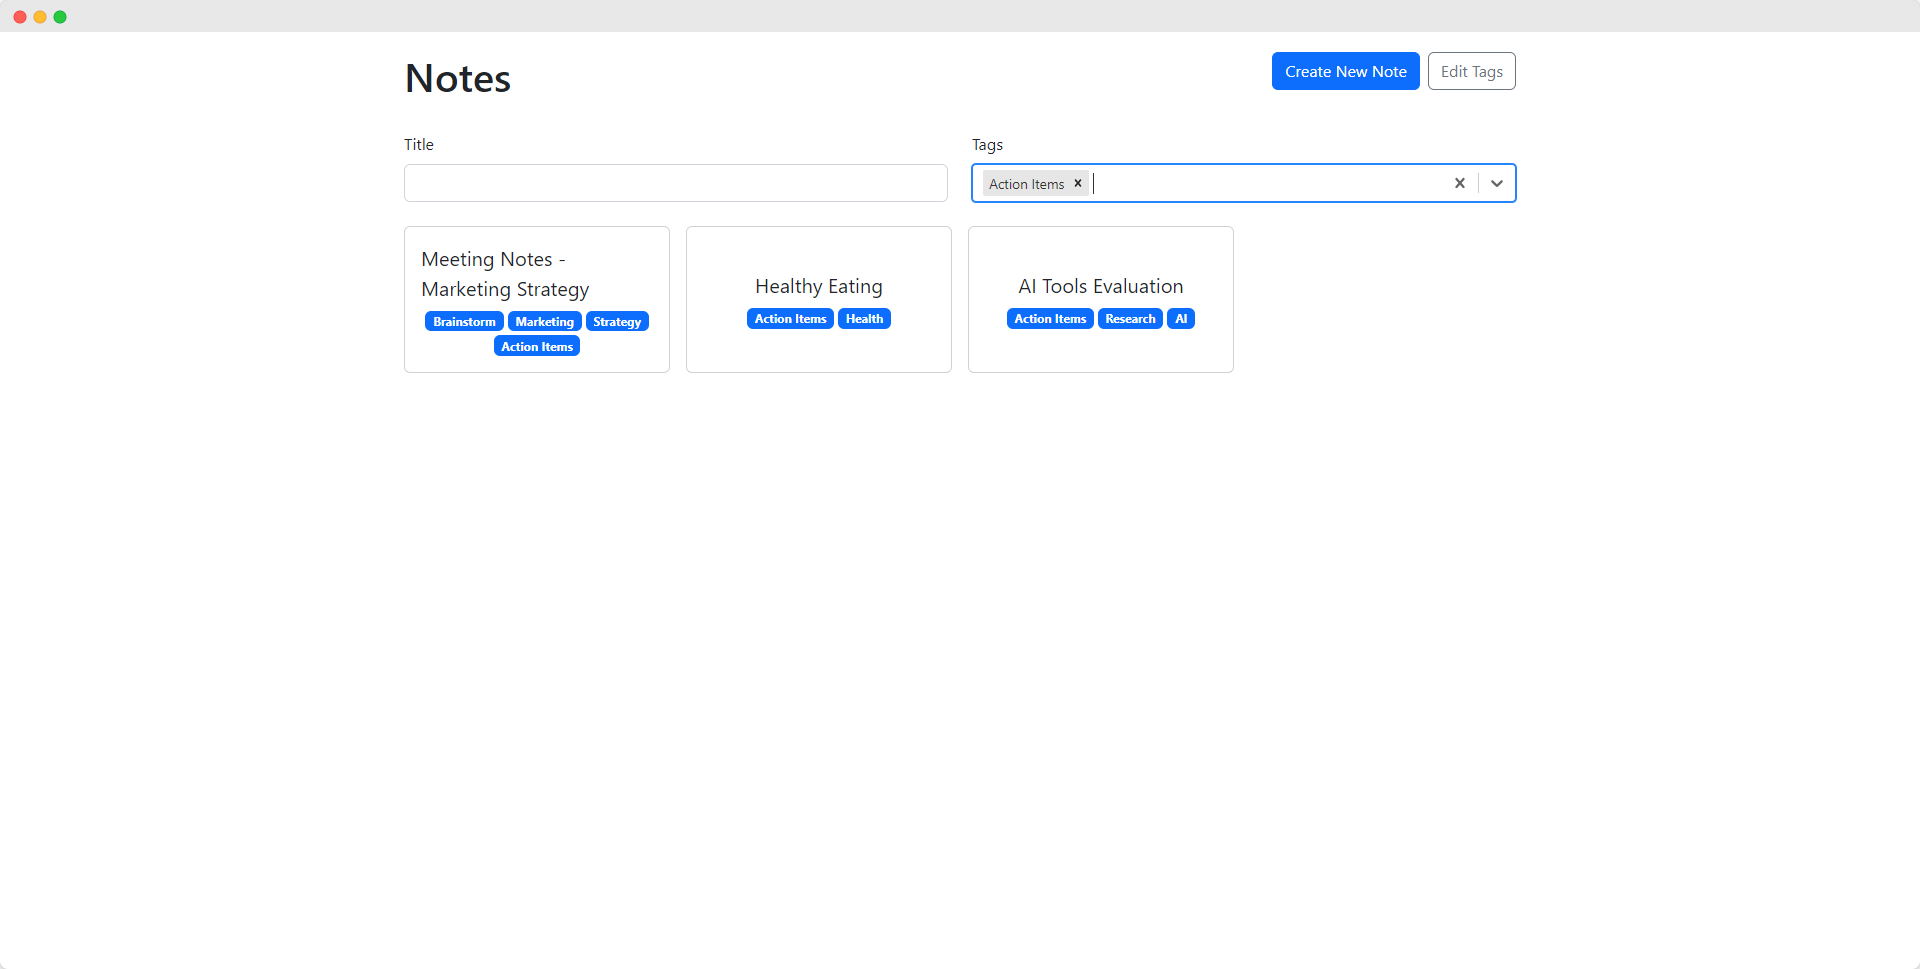 Notes
Create New Note
Edit Tags
Title
Tags
Action Items
Meeting Notes -
Marketing Strategy
Brainstorm Marketing Strategy
Action Items
Healthy Eating
Action Items Health
AI Tools Evaluation
Action Items Research AI